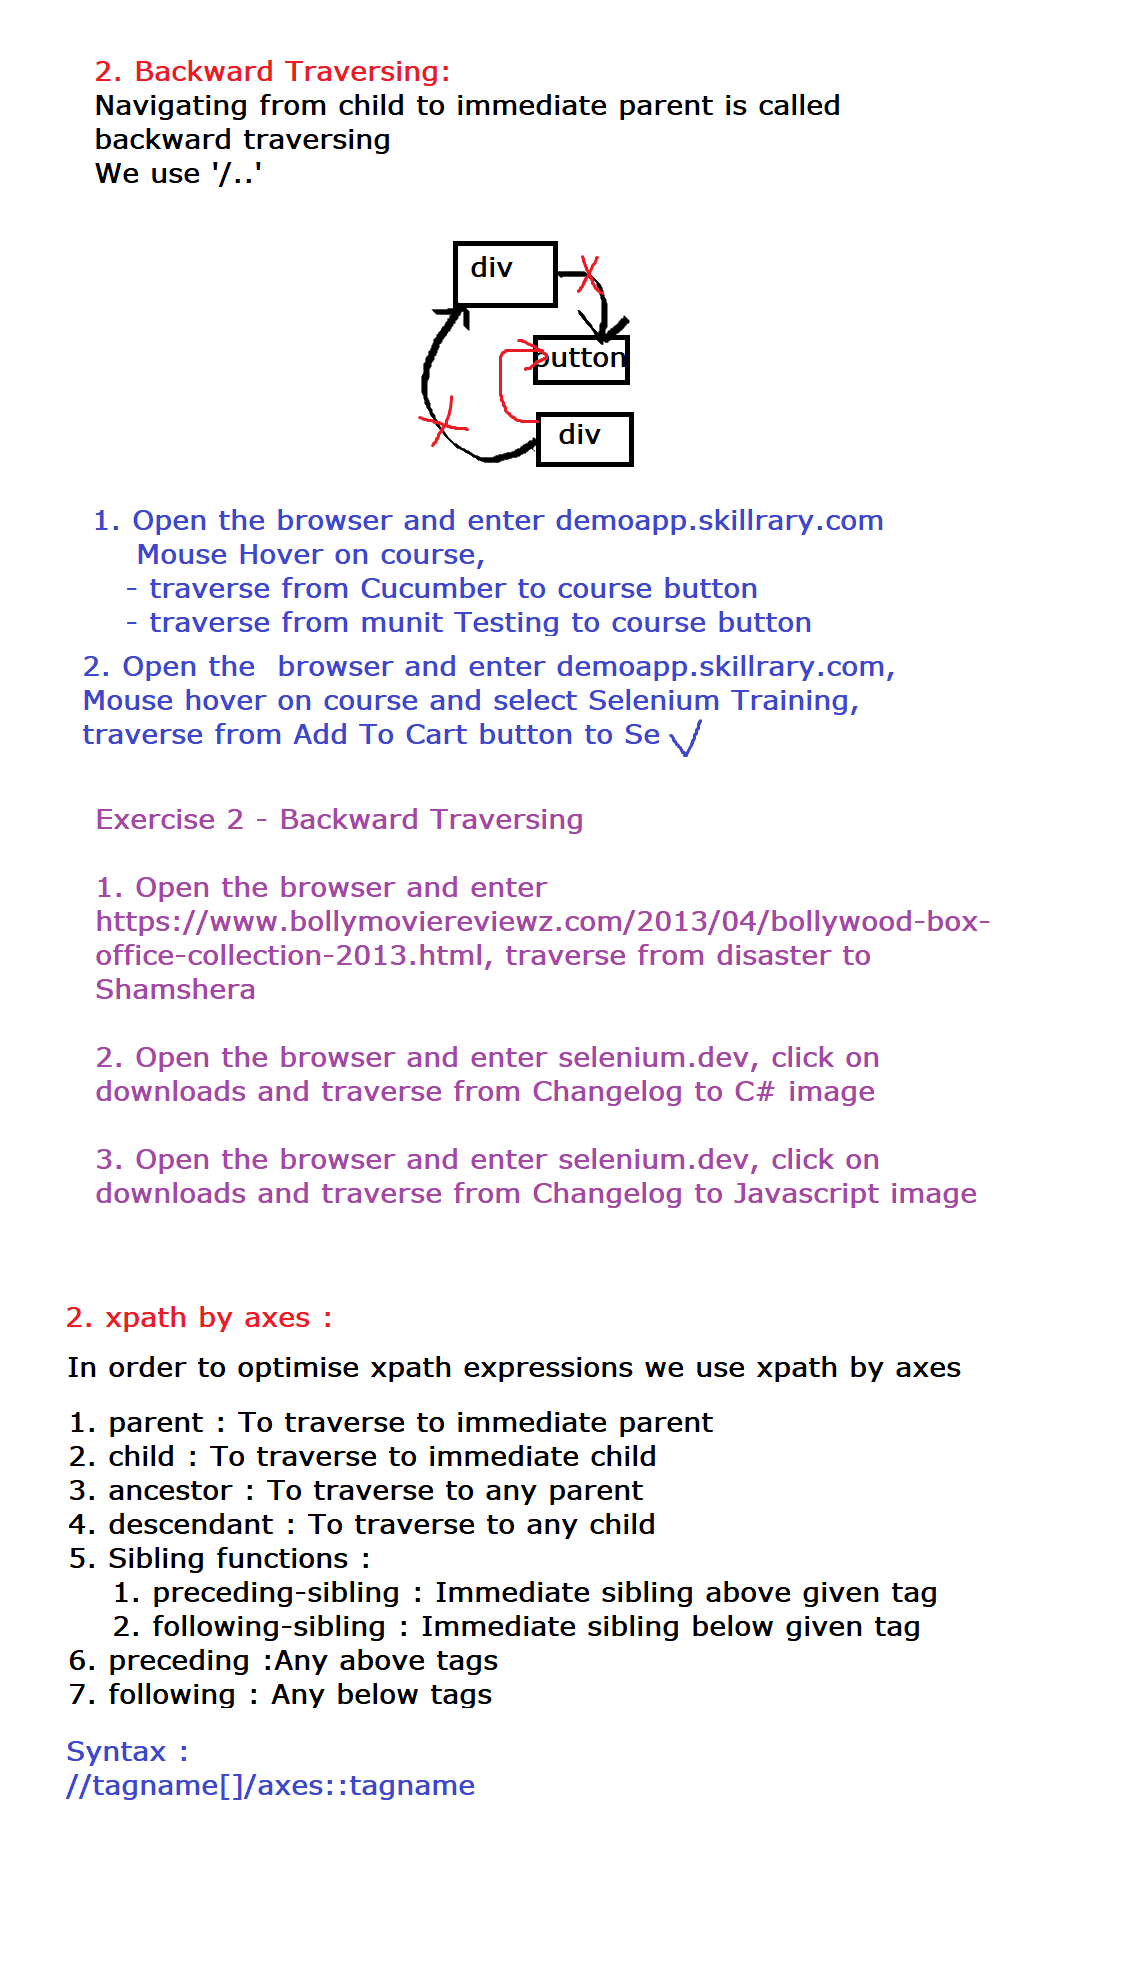 2. Backward Traversing:
Navigating from child to immediate parent is called
backward traversing
We use '/..'
div
button
div
1. Open the browser and enter demoapp.skillrary.com
Mouse Hover on course,
- traverse from Cucumber to course button
- traverse from munit Testing to course button
2. Open the  browser and enter demoapp.skillrary.com,
Mouse hover on course and select Selenium Training,
traverse from Add To Cart button to Se
Exercise 2 - Backward Traversing
1. Open the browser and enter
https://www.bollymoviereviewz.com/2013/04/bollywood-box-
office-collection-2013.html, traverse from disaster to
Shamshera
2. Open the browser and enter selenium.dev, click on
downloads and traverse from Changelog to C# image
3. Open the browser and enter selenium.dev, click on
downloads and traverse from Changelog to Javascript image
2. xpath by axes :
In order to optimise xpath expressions we use xpath by axes
1. parent : To traverse to immediate parent
2. child : To traverse to immediate child
3. ancestor : To traverse to any parent
4. descendant : To traverse to any child
5. Sibling functions :
1. preceding-sibling : Immediate sibling above given tag
2. following-sibling : Immediate sibling below given tag
6. preceding :Any above tags
7. following : Any below tags
Syntax :
//tagname[]/axes::tagname